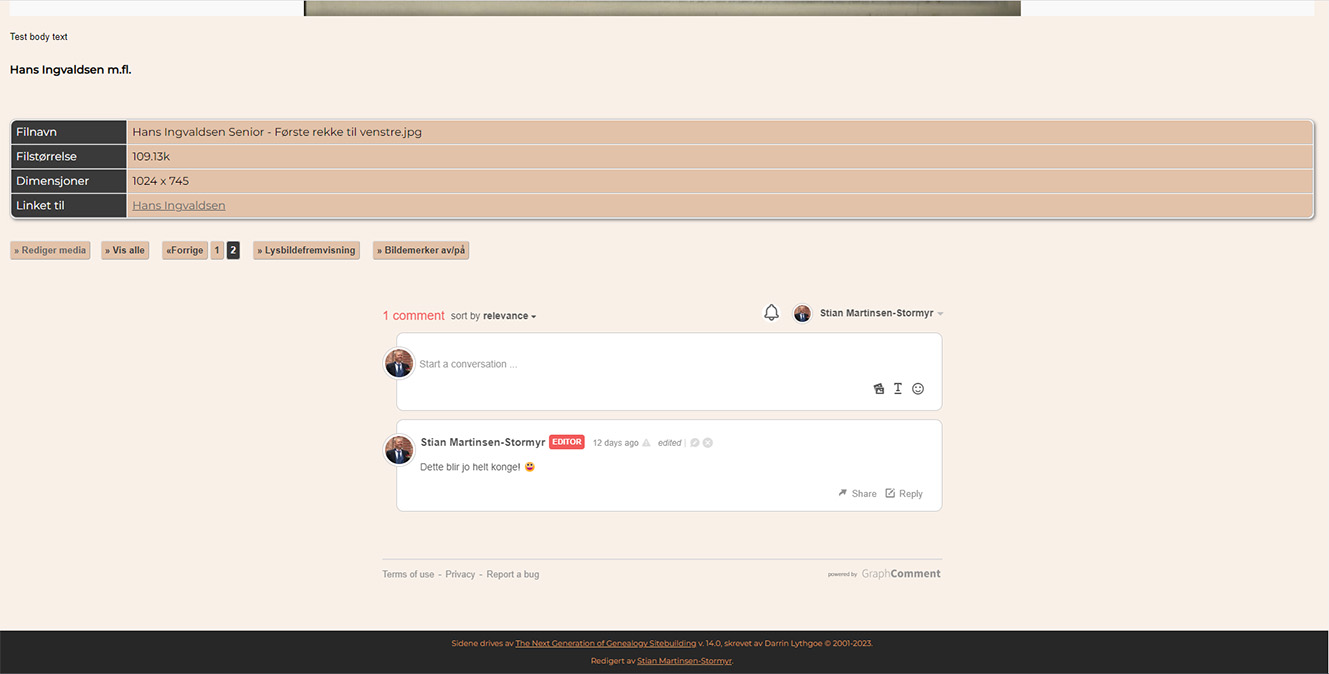 Test body text
Hans Ingvaldsen m.fl.
Filnavn Hans Ingvaldsen Senior - Første rekke til venstre.jpg
Filstørrelse 109.13k
Dimensjoner 1024 x 745
Linket til Hans Ingvaldsen
» Rediger media » Vis alle «Forrige 1 2 » Lysbildefremvisning » Bildemerker av/på
1 comment sort by relevance Stian Martinsen-Stormyr
Start a conversation ...
Stian Martinsen-Stormyr EDITOR 12 days ago edited
Dette blir jo helt konge! 😃
Share Reply
Terms of use - Privacy - Report a bug powered by GraphComment
Sidene drives av The Next Generation of Genealogy Sitebuilding v. 14.0, skrevet av Darrin Lythgoe © 2001-2023.
Redigert av Stian Martinsen-Stormyr.